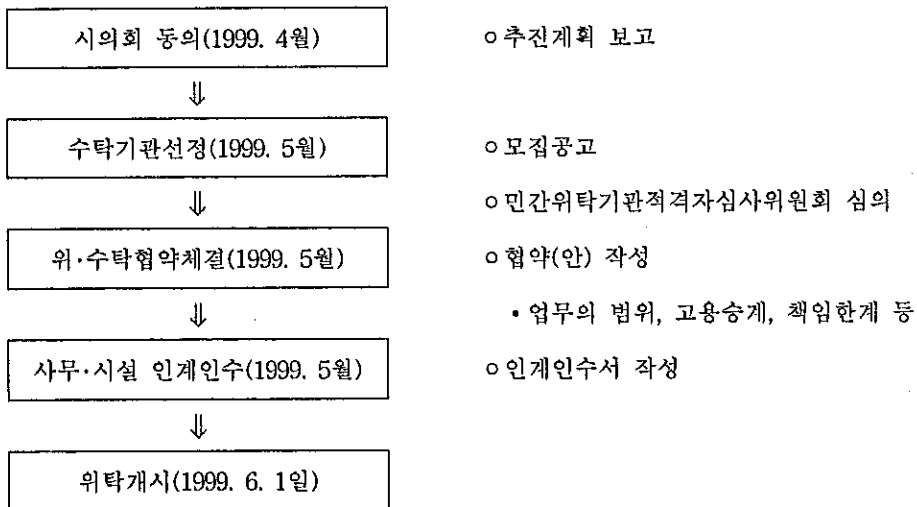 시의회 동의(1999. 4월) ㅇ추진계획 보고
⇓
수탁기관선정(1999. 5월) ㅇ모집공고
⇓ ㅇ민간위탁기관적격자심사위원회 심의
위·수탁협약체결(1999. 5월) ㅇ협약(안) 작성
⇓ • 업무의 범위, 고용승계, 책임한계 등
사무·시설 인계인수(1999. 5월) ㅇ인계인수서 작성
⇓
위탁개시(1999. 6. 1일)